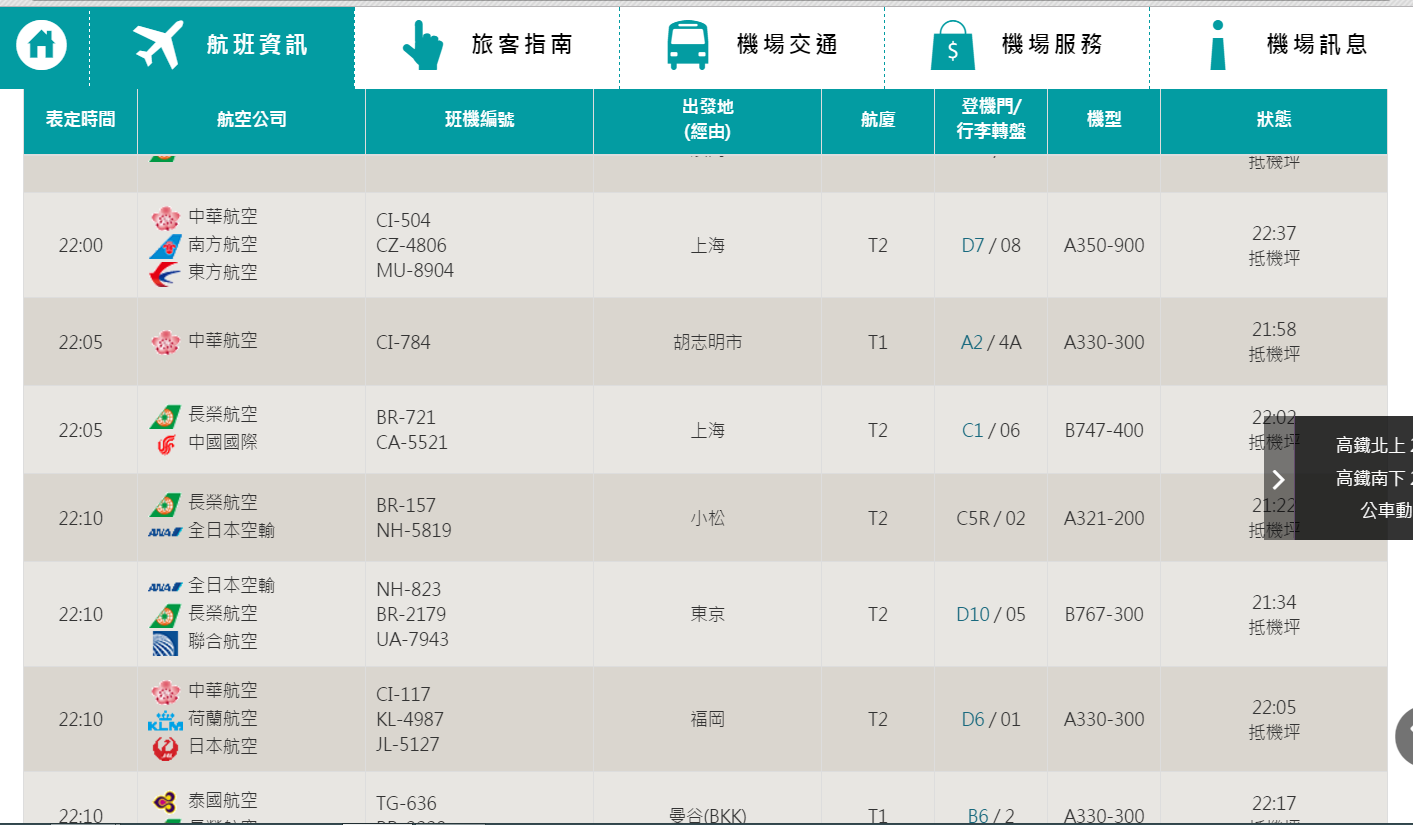 航班資訊
旅客指南
機場交通
$
機場服務
機場訊息
表定時間
航空公司
班機編號
出發地
(經由)
航廈
登機門/
行李轉盤
機型
狀態
抵機坪
22:00
中華航空
南方航空
東方航空
CI-504
CZ-4806
MU-8904
上海
T2
D7 / 08
A350-900
22:37
抵機坪
22:05
中華航空
CI-784
胡志明市
T1
A2 / 4A
A330-300
21:58
抵機坪
22:05
長榮航空
中國國際
BR-721
CA-5521
上海
T2
C1 / 06
B747-400
22:02
抵機坪
高鐵北上
高鐵南下
公車動
22:10
長榮航空
ANA
全日本空輸
BR-157
NH-5819
小松
T2
C5R / 02
A321-200
21:22
抵機坪
22:10
ANA
全日本空輸
長榮航空
聯合航空
NH-823
BR-2179
UA-7943
東京
T2
D10 / 05
B767-300
21:34
抵機坪
22:10
中華航空
KLM
荷蘭航空
日本航空
CI-117
KL-4987
JL-5127
福岡
T2
D6 / 01
A330-300
22:05
抵機坪
22:10
泰國航空
TG-636
曼谷(BKK)
T1
B6 / 2
A330-300
22:17